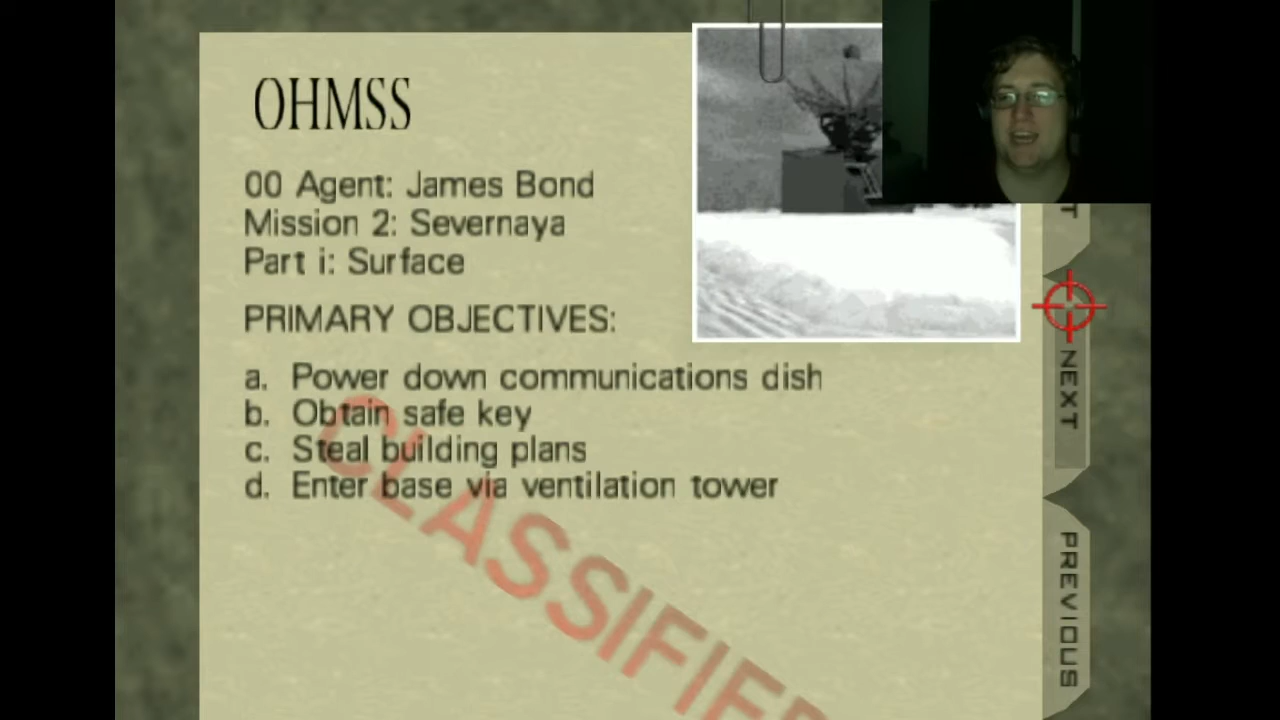 OHMSS
00 Agent: James Bond
Mission 2: Severnaya
Part i: Surface
PRIMARY OBJECTIVES:
a. Power down communications dish
b. Obtain safe key
c. Steal building plans
d. Enter base via ventilation tower
CLASSIFIE
T
NEXT
PREVIOUS